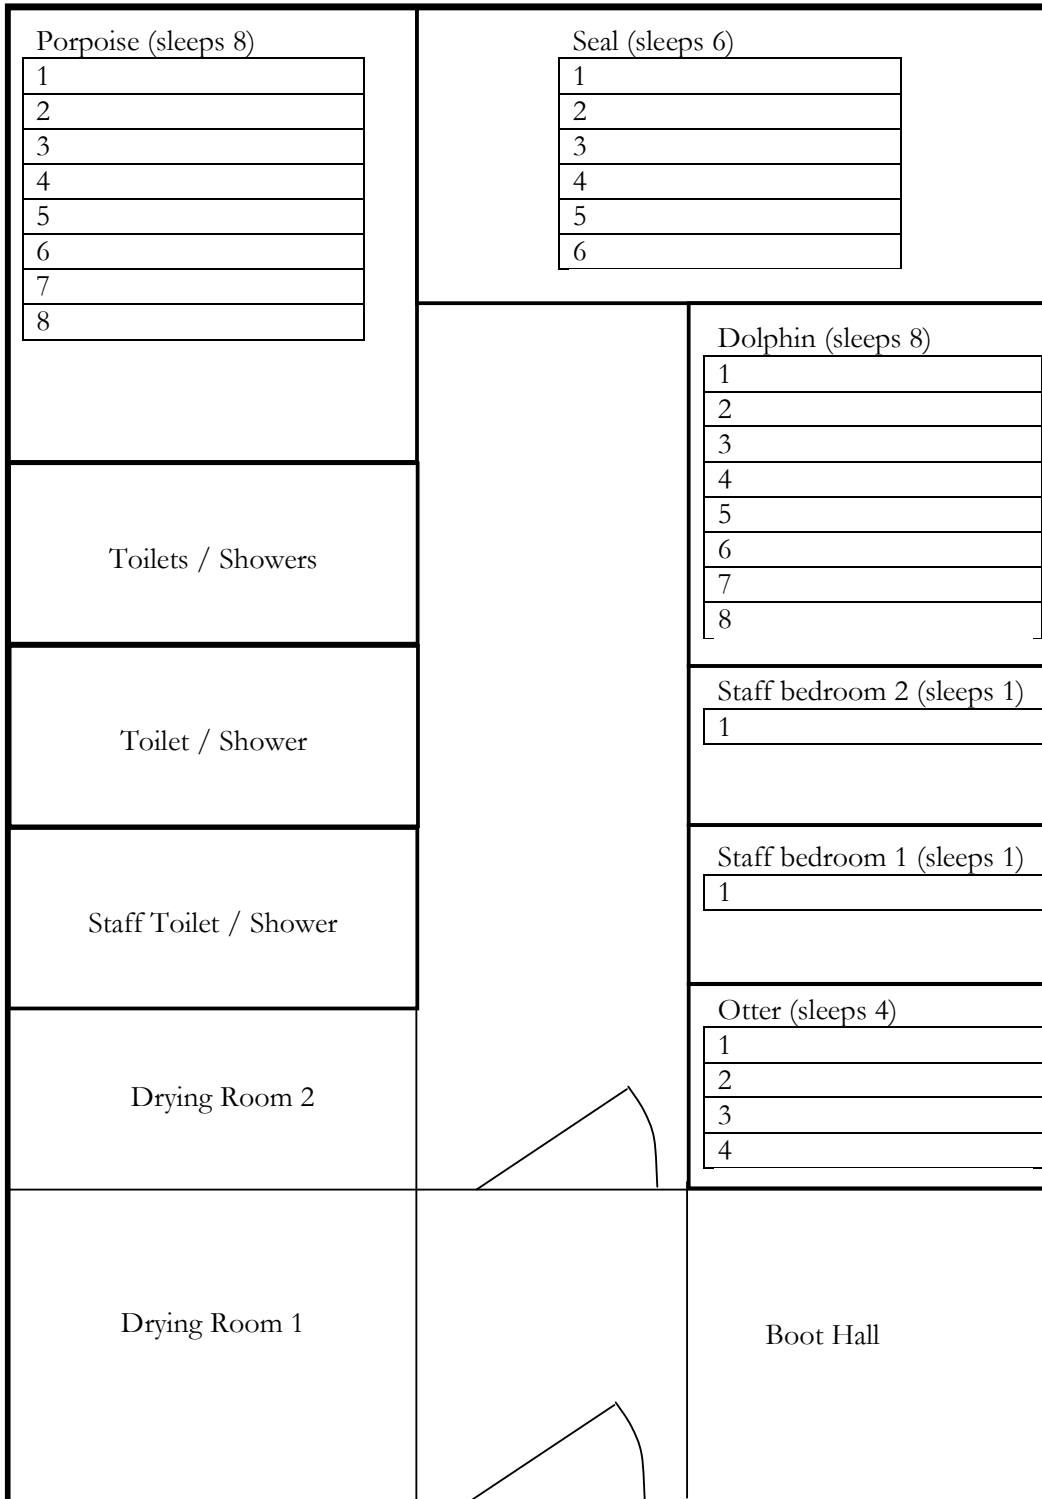 Porpoise (sleeps 8)
1
2
3
4
5
6
7
8
Seal (sleeps 6)
1
2
3
4
5
6
Dolphin (sleeps 8)
1
2
3
4
5
6
7
8
Toilets / Showers
Toilet / Shower
Staff bedroom 2 (sleeps 1)
1
Staff bedroom 1 (sleeps 1)
1
Staff Toilet / Shower
Otter (sleeps 4)
1
2
3
4
Drying Room 2
Drying Room 1
Boot Hall